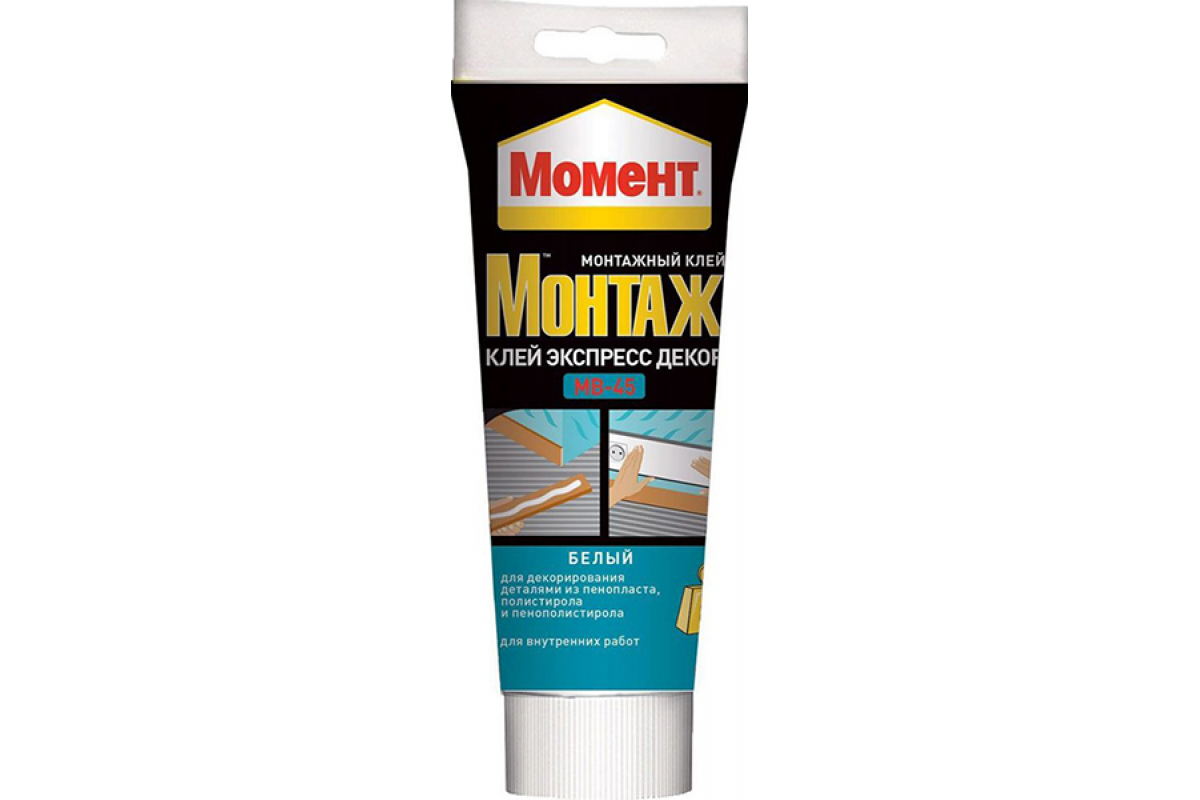 Момент®
МОНТАЖНЫЙ КЛЕЙ
Монтаж™
КЛЕЙ ЭКСПРЕСС ДЕКОР
МВ-45
БЕЛЫЙ
для декорирования
деталями из пенопласта,
полистирола
и пенополистирола
для внутренних работ